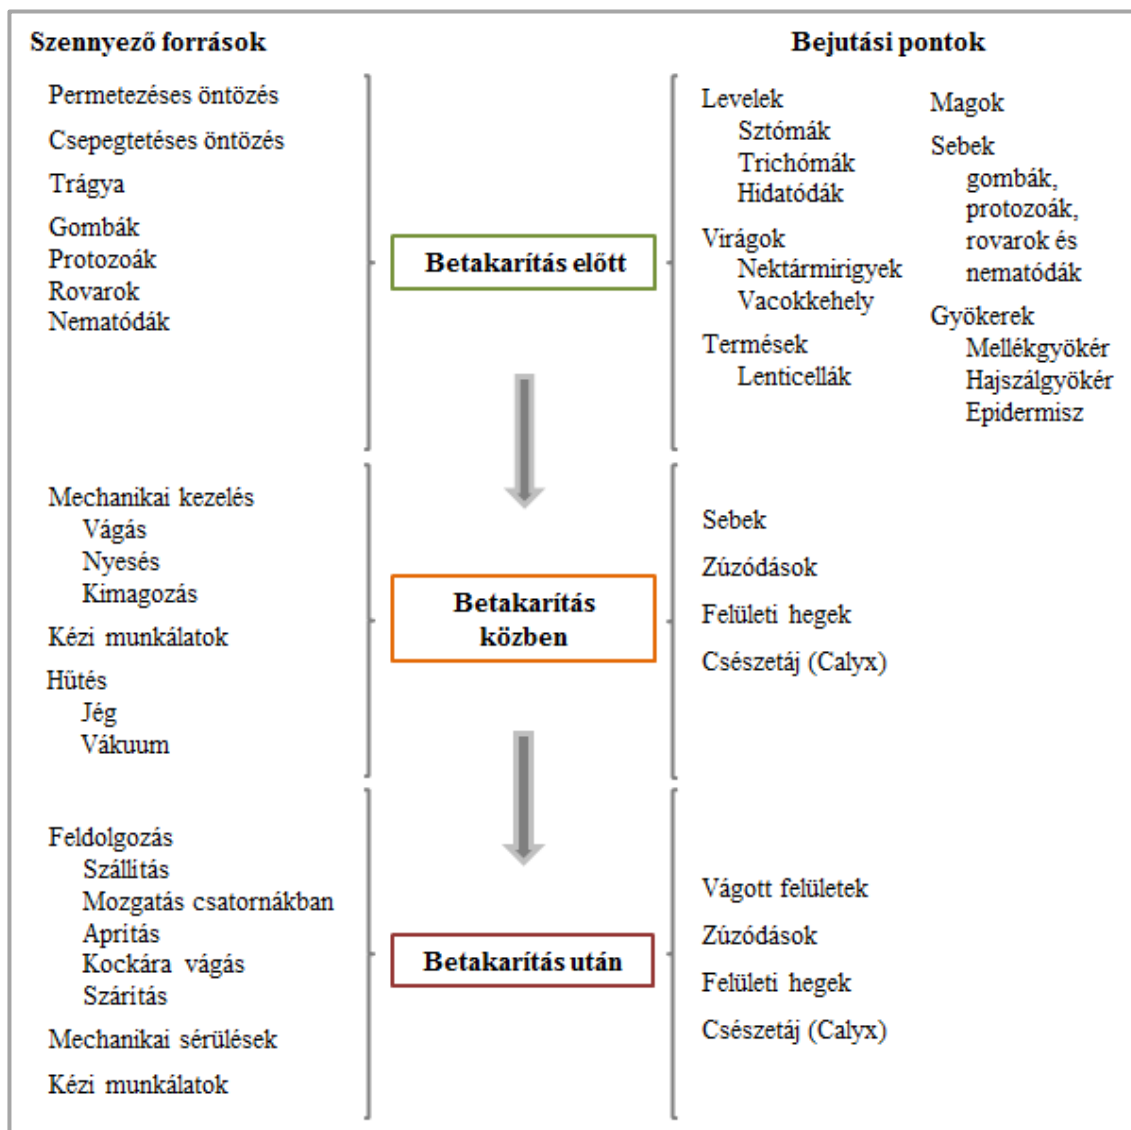 Szennyező források
Bejutási pontok
Permetezéses öntözés
Csepegtetéses öntözés
Trágya
Gombák
Protozoák
Rovarok
Nematódák
Betakarítás előtt
Levelek
Sztómák
Trichómák
Hidatódák
Virágok
Nektármirigyek
Vacokkehely
Termések
Lenticellák
Magok
Sebek
gombák,
protozoák,
rovarok és
nematódák
Gyökerek
Mellékgyökér
Hajszálgyökér
Epidermisz
Mechanikai kezelés
Vágás
Nyesés
Kimagozás
Kézi munkálatok
Hűtés
Jég
Vákuum
Betakarítás
közben
Sebek
Zúzódások
Felületi hegek
Csészetáj (Calyx)
Feldolgozás
Szállítás
Mozgatás csatornákban
Aprítás
Kockára vágás
Szárítás
Mechanikai sérülések
Kézi munkálatok
Betakarítás után
Vágott felületek
Zúzódások
Felületi hegek
Csészetáj (Calyx)